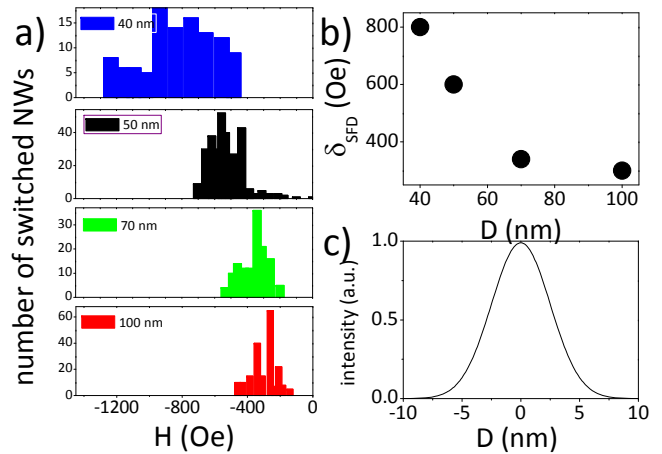 a)
number of switched NWs
15
10
5
0
40 nm
40
20
0
50 nm
30
20
10
0
70 nm
60
40
20
0
100 nm
-1200 -800 -400 0
H (Oe)
b)
δSFD (Oe)
800
600
400
40 60 80 100
D (nm)
c)
intensity (a.u.)
1.0
0.5
0.0
-10 -5 0 5 10
D (nm)